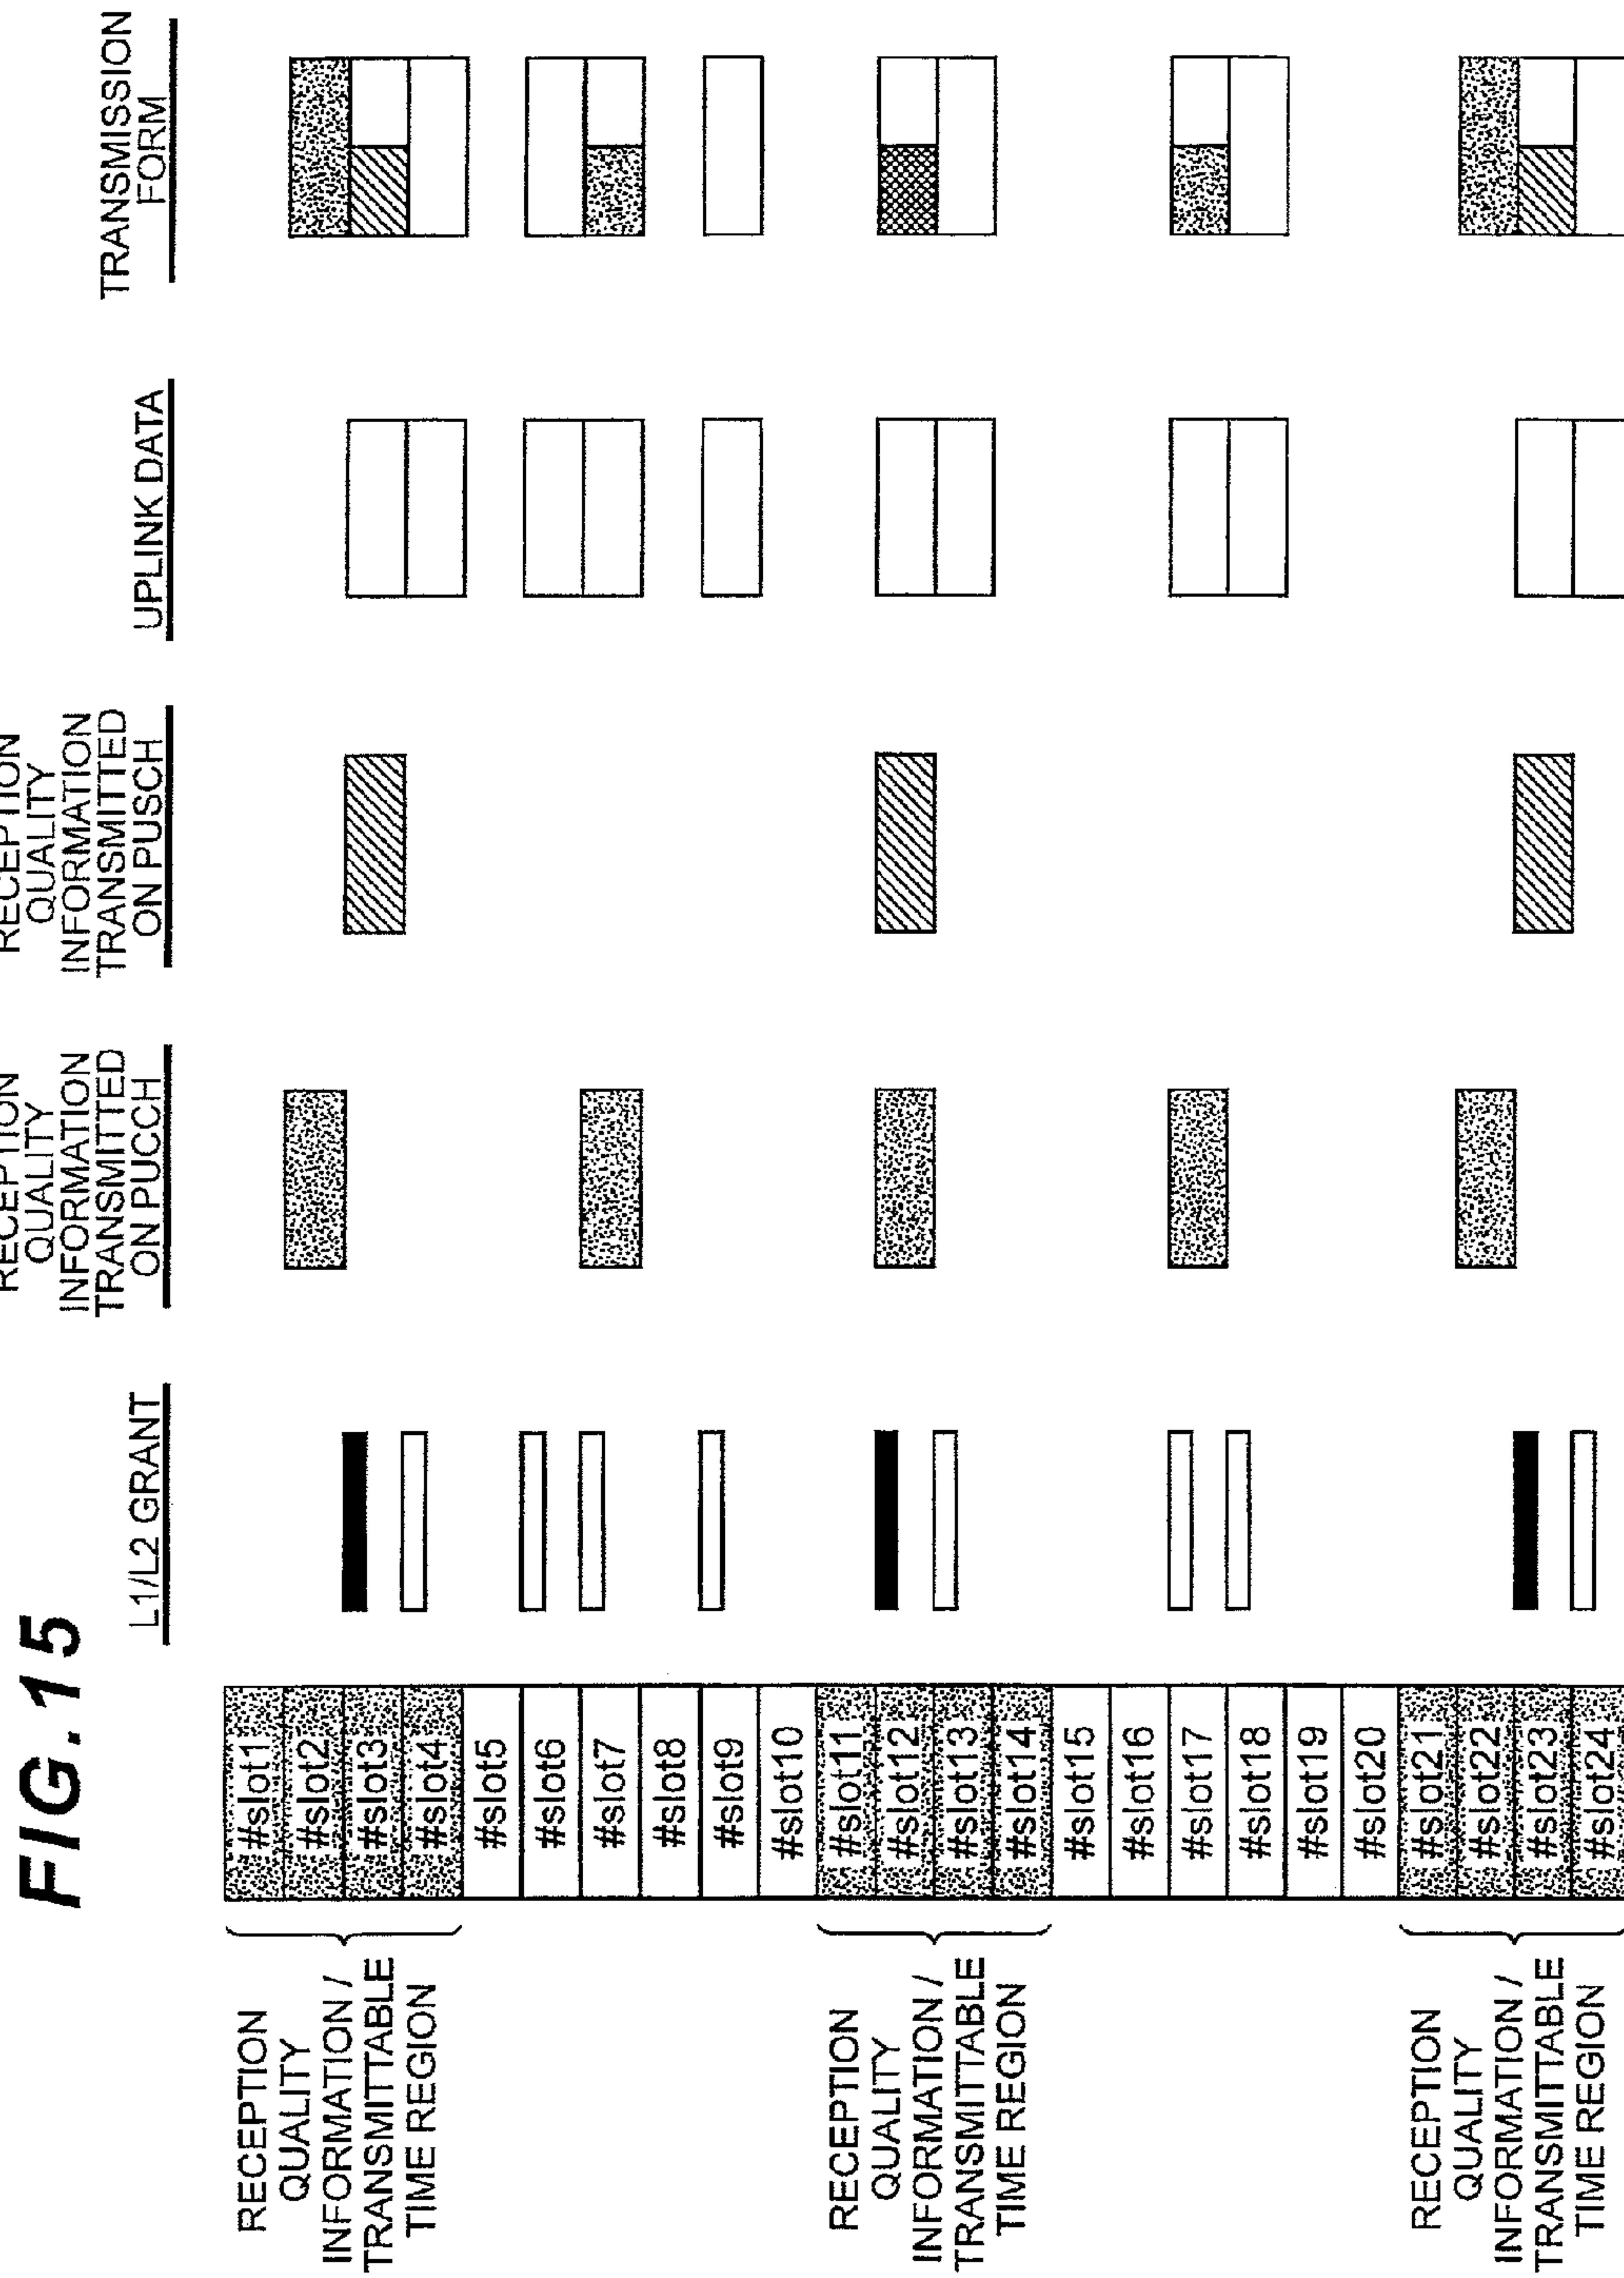 FIG.15
L1/L2 GRANT
RECEPTION
QUALITY
INFORMATION
TRANSMITTED
ON PUCCH
RECEPTION
QUALITY
INFORMATION
TRANSMITTED
ON PUSCH
UPLINK DATA
TRANSMISSION
FORM
RECEPTION
QUALITY
INFORMATION /
TRANSMITTABLE
TIME REGION
#slot1
#slot2
#slot3
#slot4
#slot5
#slot6
#slot7
#slot8
#slot9
#slot10
RECEPTION
QUALITY
INFORMATION /
TRANSMITTABLE
TIME REGION
#slot11
#slot12
#slot13
#slot14
#slot15
#slot16
#slot17
#slot18
#slot19
#slot20
RECEPTION
QUALITY
INFORMATION /
TRANSMITTABLE
TIME REGION
#slot21
#slot22
#slot23
#slot24